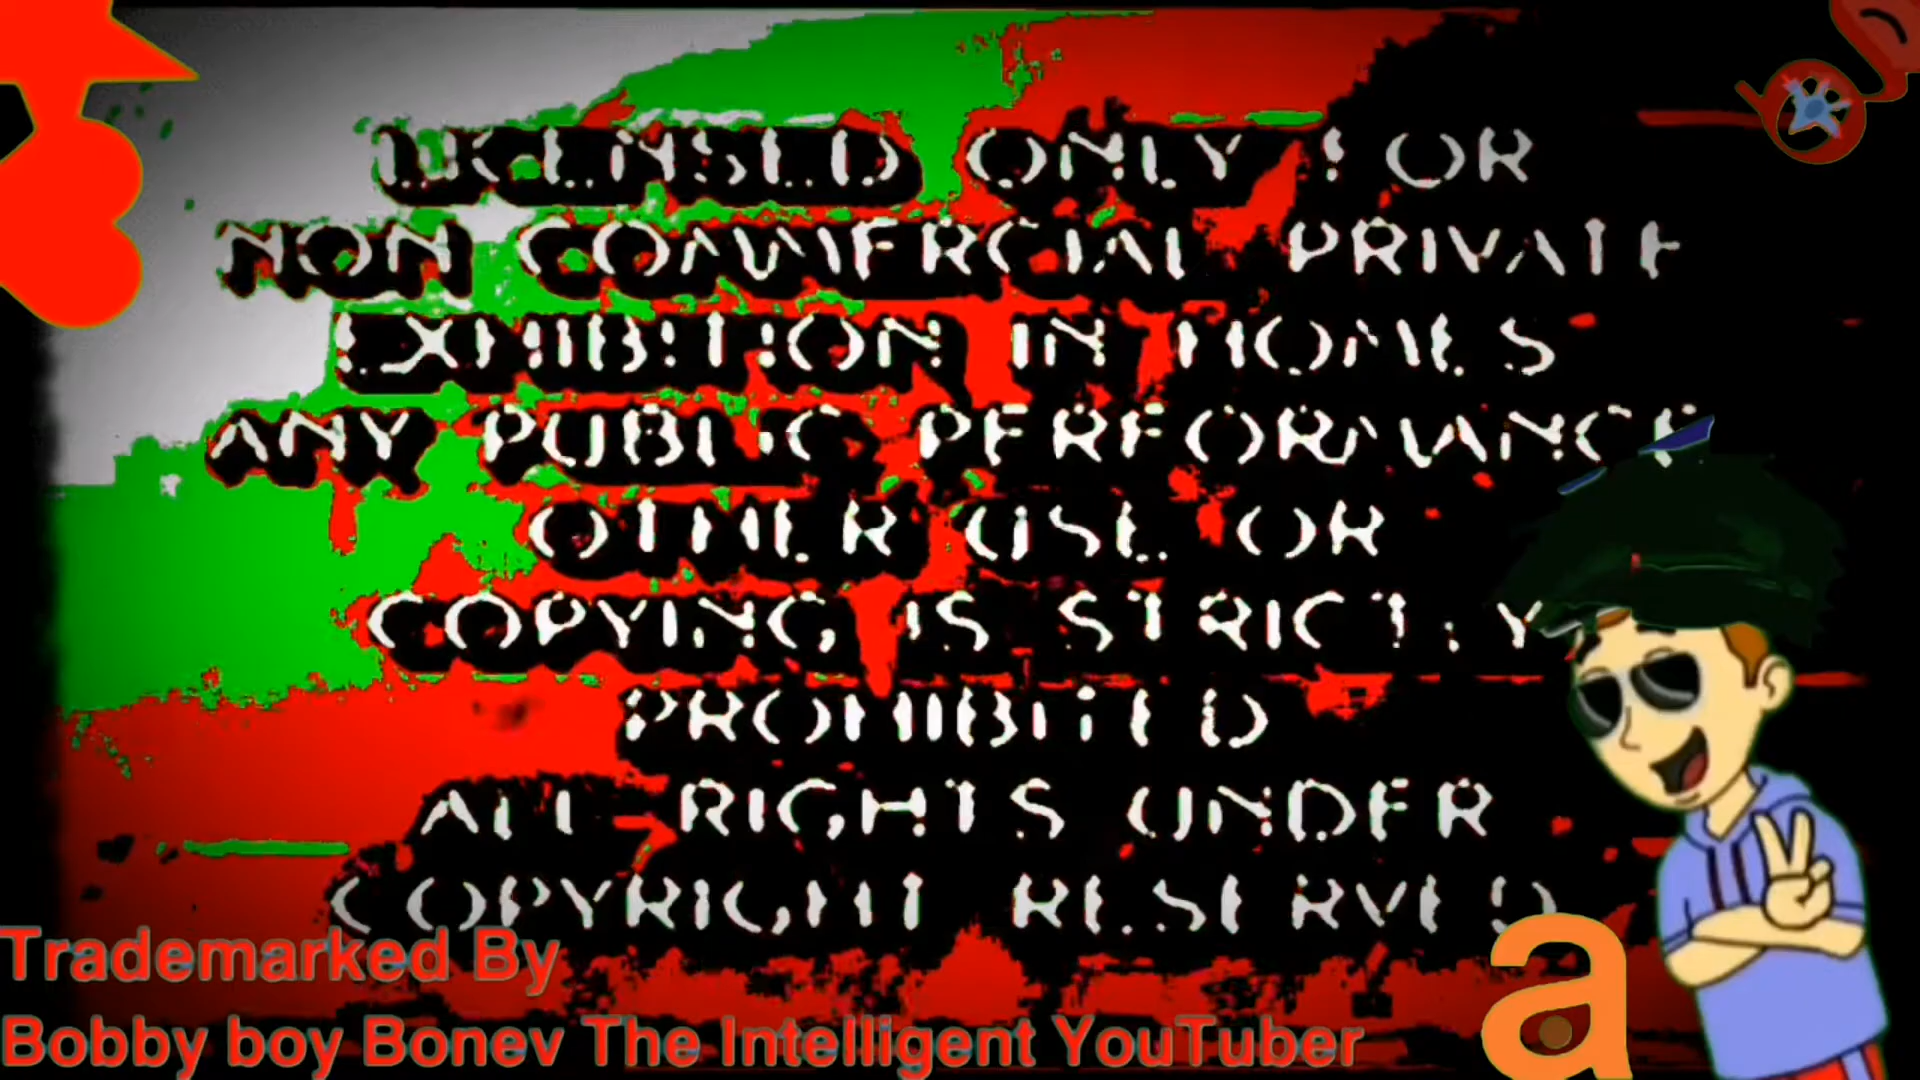 LICENSED ONLY FOR
NON COMMERCIAL PRIVATE
EXHIBITION IN HOMES
ANY PUBLIC PERFORMANCE
OTHER USE OR
COPYING IS STRICTLY
PROHIBITED
ALL RIGHTS UNDER
COPYRIGHT RESERVED
Trademarked By
Bobby boy Bonev The Intelligent YouTuber
a